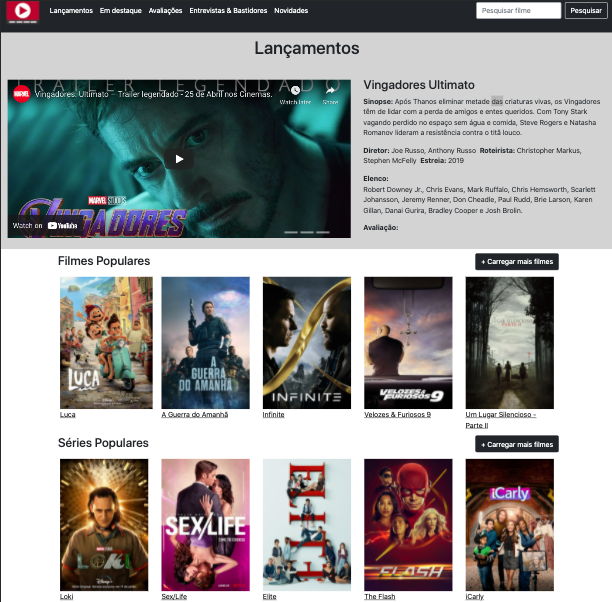 Lançamentos Em destaque Avaliações Entrevistas & Bastidores Novidades
Pesquisar filme
Pesquisar
Lançamentos
TRAILER LEGENDADO
MARVEL
Vingadores: Ultimato – Trailer legendado - 25 de Abril nos Cinemas.
Watch later
Share
MARVEL STUDIOS
VINGADORES
Watch on YouTube
Vingadores Ultimato
Sinopse: Após Thanos eliminar metade das criaturas vivas, os Vingadores
têm de lidar com a perda de amigos e entes queridos. Com Tony Stark
vagando perdido no espaço sem água e comida, Steve Rogers e Natasha
Romanov lideram a resistência contra o titã louco.
Diretor: Joe Russo, Anthony Russo Roteirista: Christopher Markus,
Stephen McFelly Estreia: 2019
Elenco:
Robert Downey Jr., Chris Evans, Mark Ruffalo, Chris Hemsworth, Scarlett
Johansson, Jeremy Renner, Don Cheadle, Paul Rudd, Brie Larson, Karen
Gillan, Danai Gurira, Bradley Cooper e Josh Brolin.
Avaliação:
Filmes Populares
+ Carregar mais filmes
LUCA
A
GUERRA
DO AMANHÃ
INFINITE
VELOZES &
FURIOSOS 9
UM LUGAR SILENCIOSO
PARTE II
Luca
A Guerra do Amanhã
Infinite
Velozes & Furiosos 9
Um Lugar Silencioso -
Parte II
Séries Populares
+ Carregar mais filmes
LOKI
Disney+
SEX/LIFE
ELITE
FLASH
iCarly
Loki
Sex/Life
Elite
The Flash
iCarly